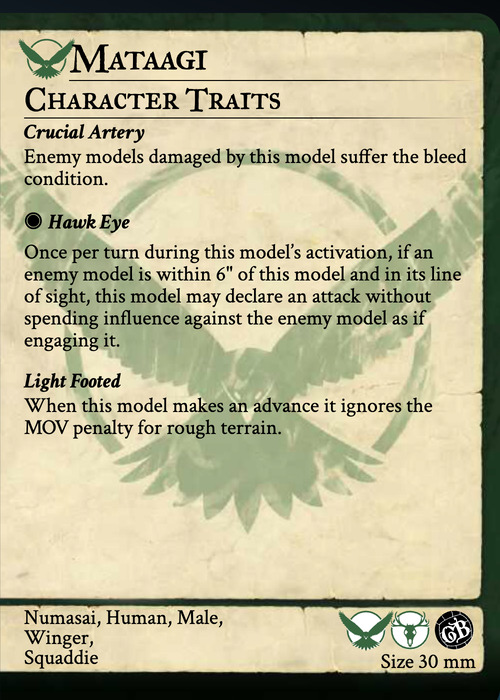 Mataagi
Character Traits
Crucial Artery
Enemy models damaged by this model suffer the bleed
condition.
Hawk Eye
Once per turn during this model's activation, if an
enemy model is within 6" of this model and in its line
of sight, this model may declare an attack without
spending influence against the enemy model as if
engaging it.
Light Footed
When this model makes an advance it ignores the
MOV penalty for rough terrain.
Numasai, Human, Male,
Winger,
Squaddie
GB
Size 30 mm